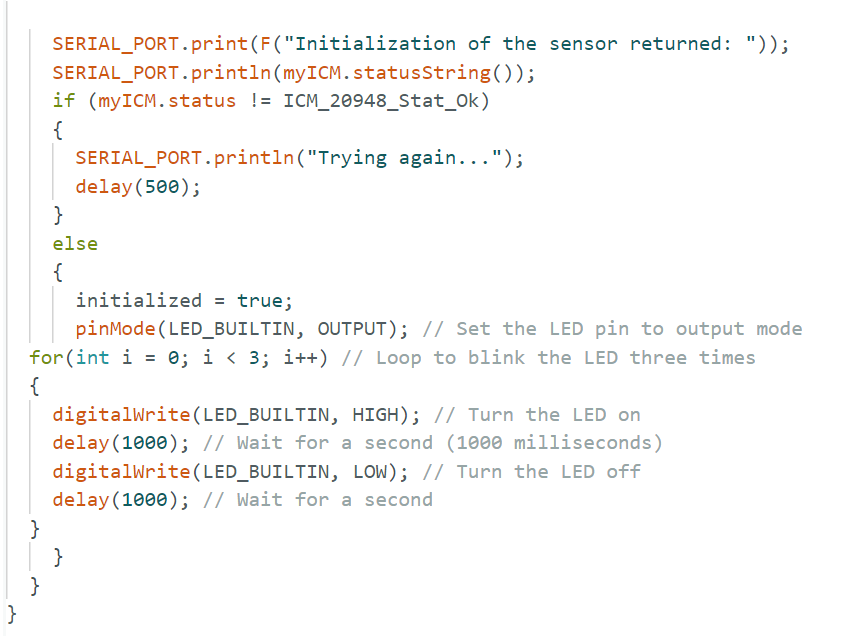 SERIAL_PORT.print(F("Initialization of the sensor returned: "));
SERIAL_PORT.println(myICM.statusString());
if (myICM.status != ICM_20948_Stat_Ok)
{
SERIAL_PORT.println("Trying again...");
delay(500);
}
else
{
initialized = true;
pinMode(LED_BUILTIN, OUTPUT); // Set the LED pin to output mode
for(int i = 0; i < 3; i++) // Loop to blink the LED three times
{
digitalWrite(LED_BUILTIN, HIGH); // Turn the LED on
delay(1000); // Wait for a second (1000 milliseconds)
digitalWrite(LED_BUILTIN, LOW); // Turn the LED off
delay(1000); // Wait for a second
}
}
}
}